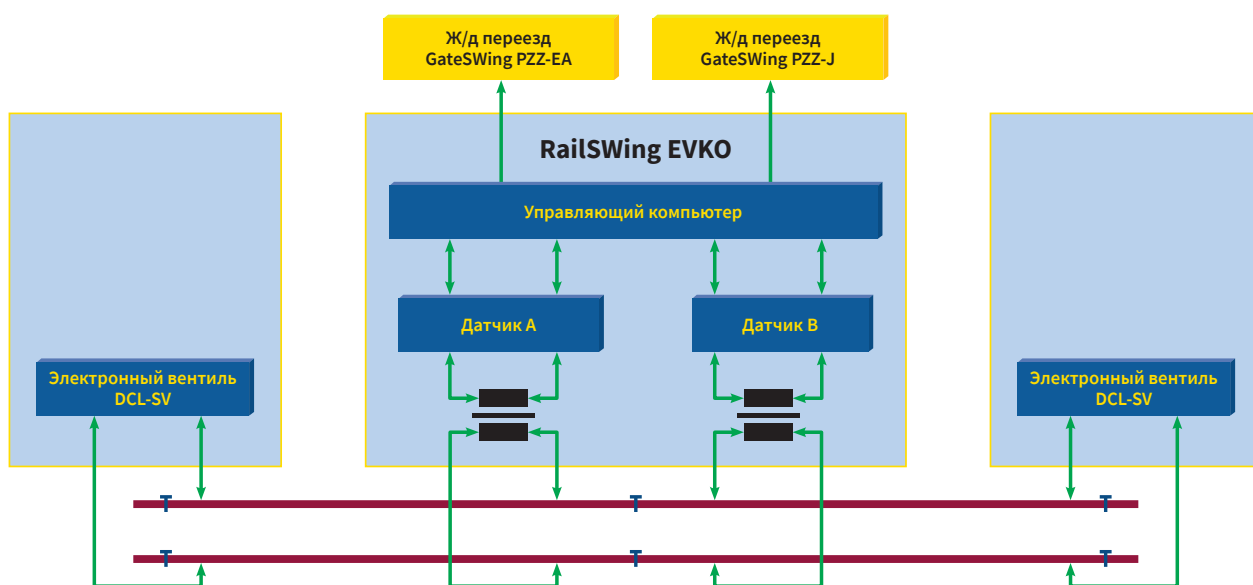 Ж/д переезд
GateSWing PZZ-EA
Ж/д переезд
GateSWing PZZ-J
RailSWing EVKO
Управляющий компьютер
Датчик A
Датчик B
Электронный вентиль
DCL-SV
Электронный вентиль
DCL-SV